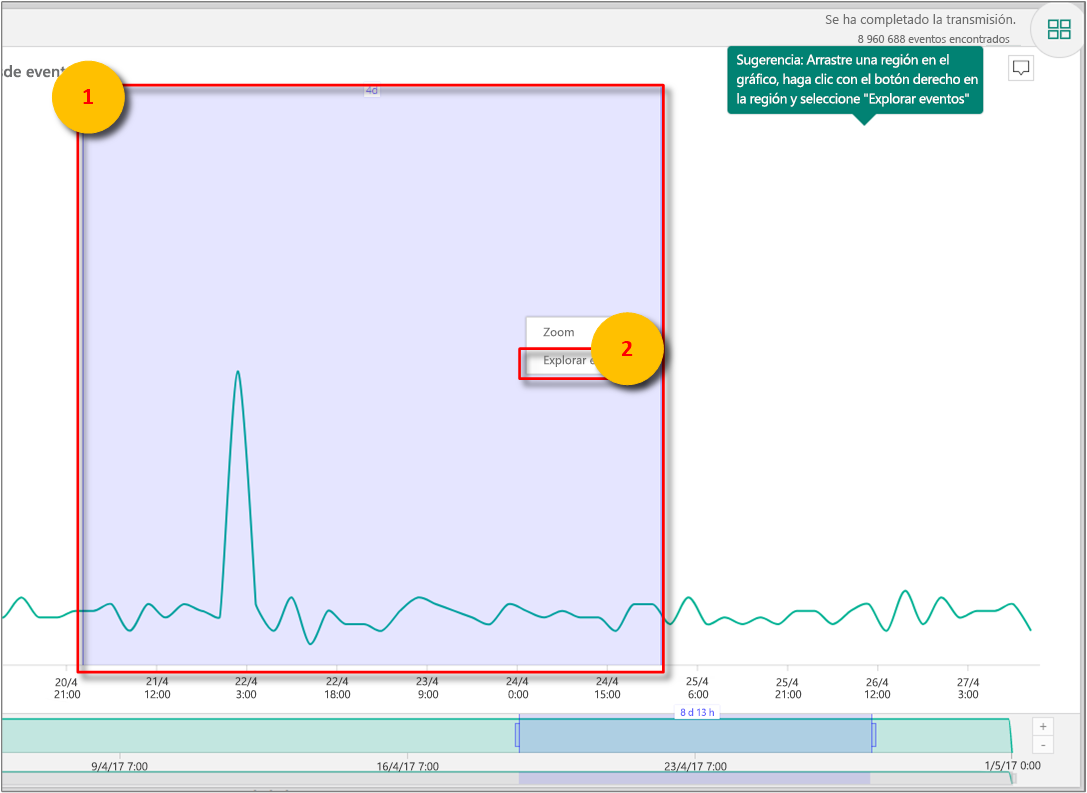 Se ha completado la transmisión.
8 960 688 eventos encontrados
Sugerencia: Arrastre una región en el
gráfico, haga clic con el botón derecho en
la región y seleccione "Explorar eventos"
1
4d
Zoom
Explorar
2
20/4 21/4 22/4 22/4 23/4 24/4 24/4 25/4 25/4 26/4 27/4
21:00 12:00 3:00 18:00 9:00 0:00 15:00 6:00 21:00 12:00 3:00
8 d 13 h
+
-
9/4/17 7:00 16/4/17 7:00 23/4/17 7:00 1/5/17 0:00